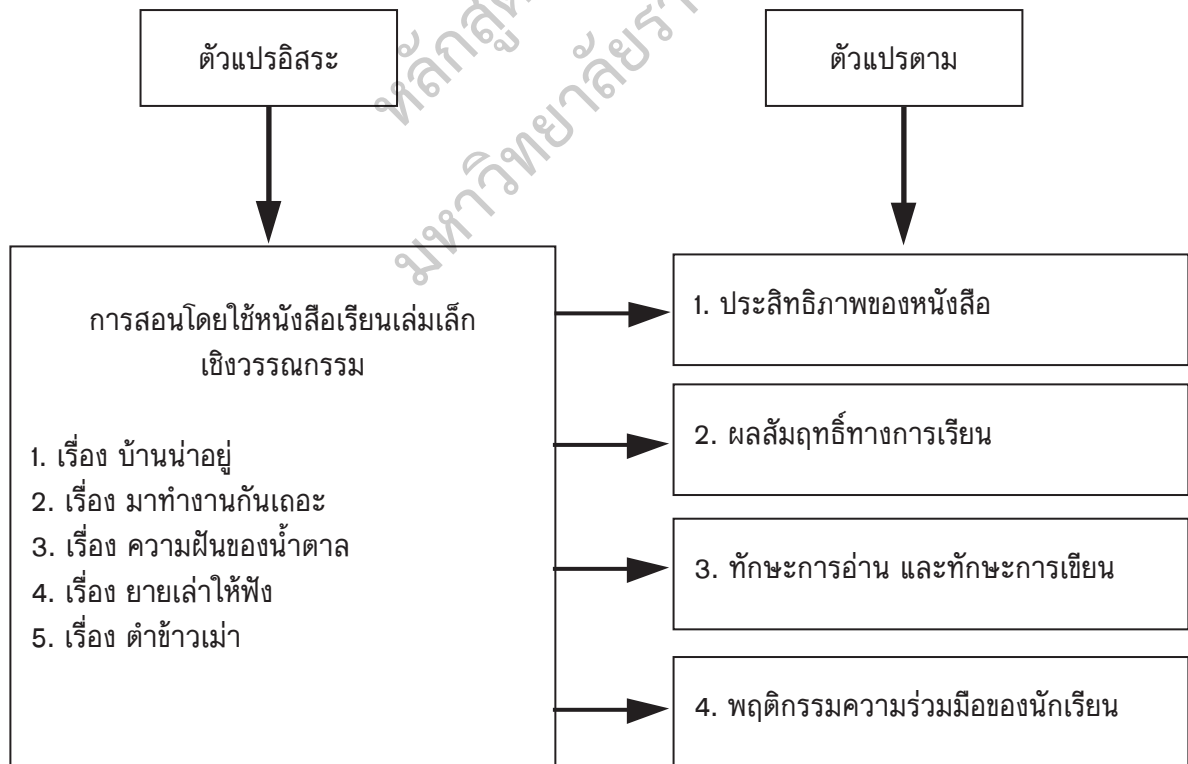 ตัวแปรอิสระ
ตัวแปรตาม
การสอนโดยใช้หนังสือเรียนเล่มเล็ก
เชิงวรรณกรรม
1. เรื่อง บ้านน่าอยู่
2. เรื่อง มาทำงานกันเถอะ
3. เรื่อง ความฝันของน้ำตาล
4. เรื่อง ยายเล่าให้ฟัง
5. เรื่อง ตำข้าวเม่า
1. ประสิทธิภาพของหนังสือ
2. ผลสัมฤทธิ์ทางการเรียน
3. ทักษะการอ่าน และทักษะการเขียน
4. พฤติกรรมความร่วมมือของนักเรียน